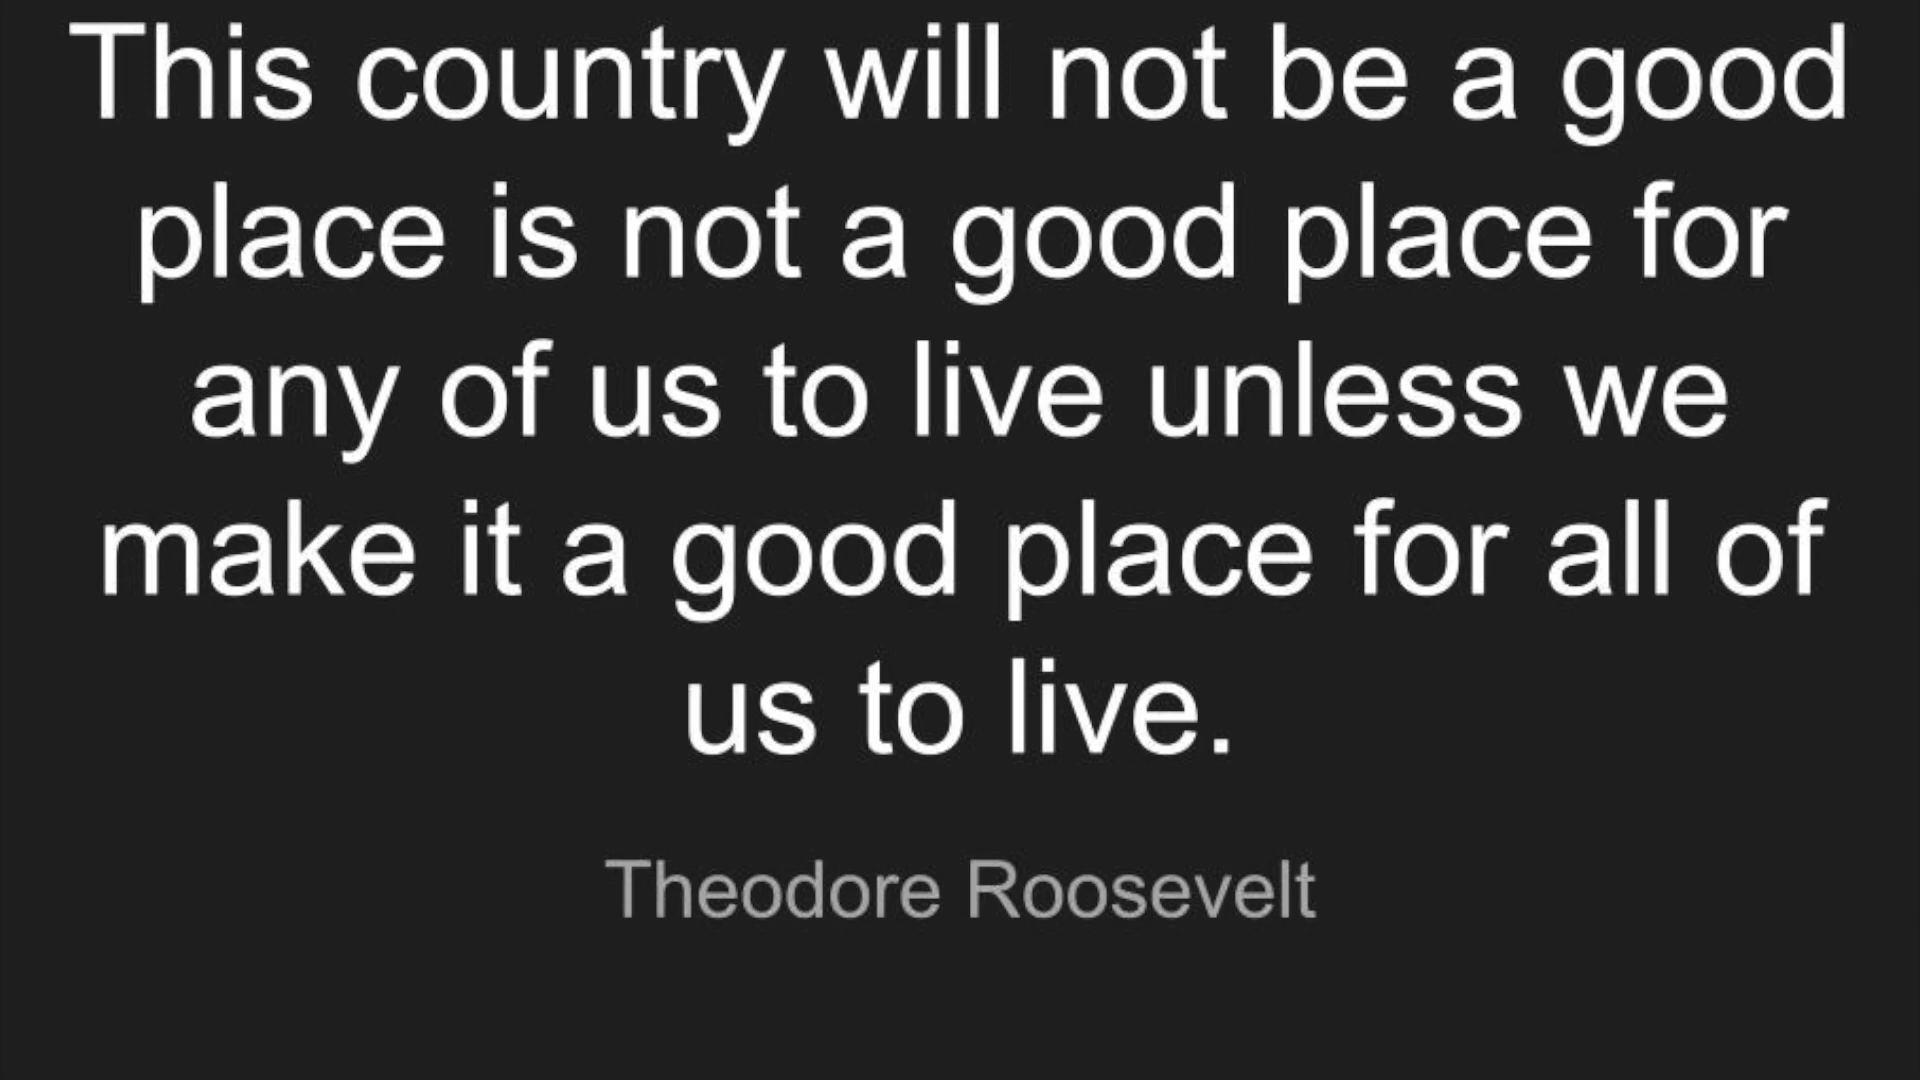 This country will not be a good
place is not a good place for
any of us to live unless we
make it a good place for all of
us to live.
Theodore Roosevelt